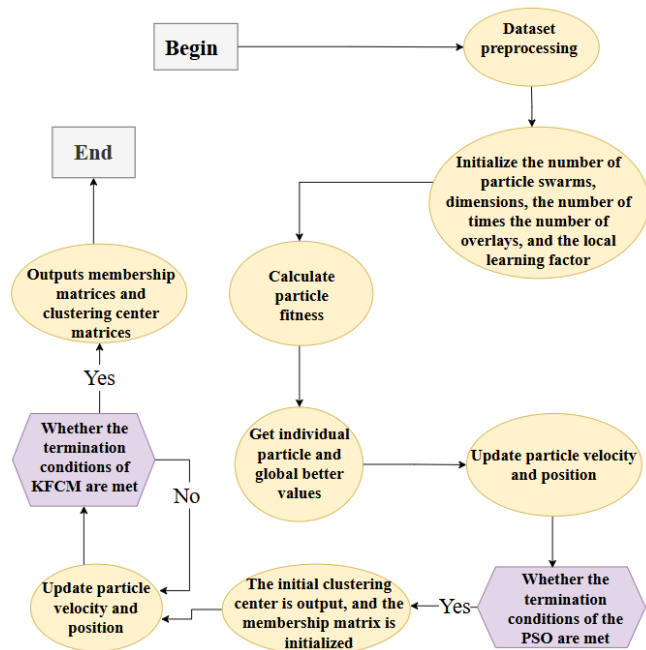 Begin
Dataset
preprocessing
Initialize the number of
particle swarms,
dimensions, the number of
times the number of
overlays, and the local
learning factor
Calculate
particle
fitness
Get individual
particle and
global better
values
Update particle velocity
and position
Whether the
termination
conditions of the
PSO are met
Yes
The initial clustering
center is output, and the
membership matrix is
initialized
Update particle
velocity and
position
Whether the
termination
conditions of
KFCM are met
No
Yes
Outputs membership
matrices and
clustering center
matrices
End